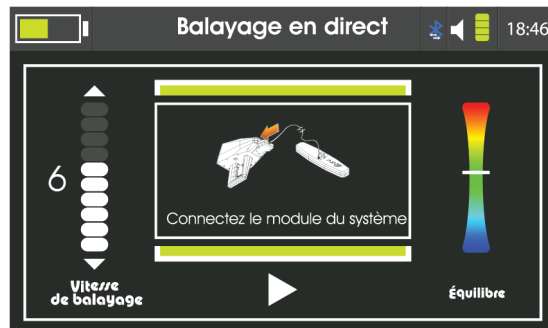 Balayage en direct
18:46
6
Connectez le module du système
Vitesse
de balayage
Équilibre